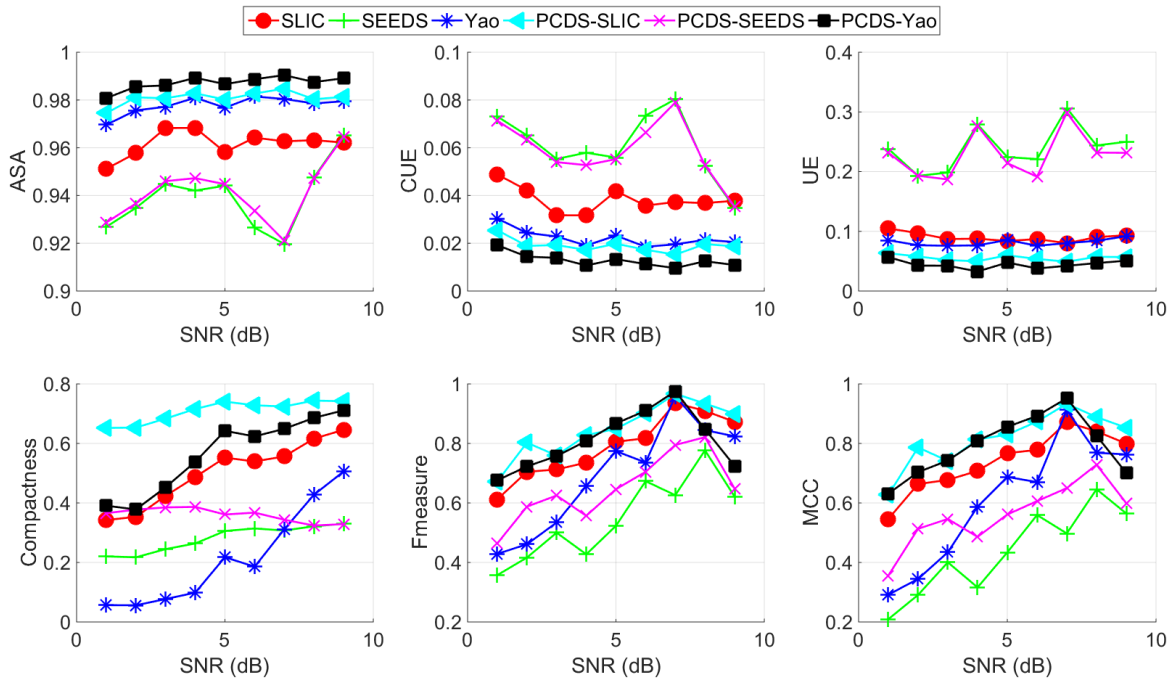 SLIC SEEDS Yao PCDS-SLIC PCDS-SEEDS PCDS-Yao
1
0.98
0.96
0.94
0.92
0.9
ASA
0 5 10
SNR (dB)
0.1
0.08
0.06
0.04
0.02
0
CUE
0 5 10
SNR (dB)
0.4
0.3
0.2
0.1
0
UE
0 5 10
SNR (dB)
0.8
0.6
0.4
0.2
0
Compactness
0 5 10
SNR (dB)
1
0.8
0.6
0.4
0.2
Fmeasure
0 5 10
SNR (dB)
1
0.8
0.6
0.4
0.2
MCC
0 5 10
SNR (dB)